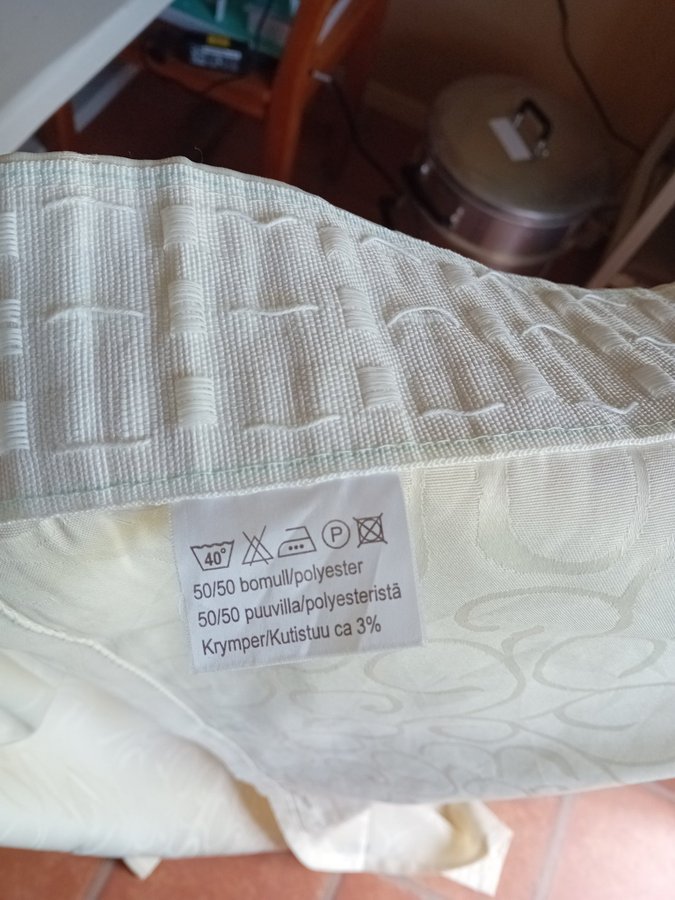 40°
P
50/50 bomull/polyester
50/50 puuvilla/polyesteristä
Krymper/Kutistuu ca 3%